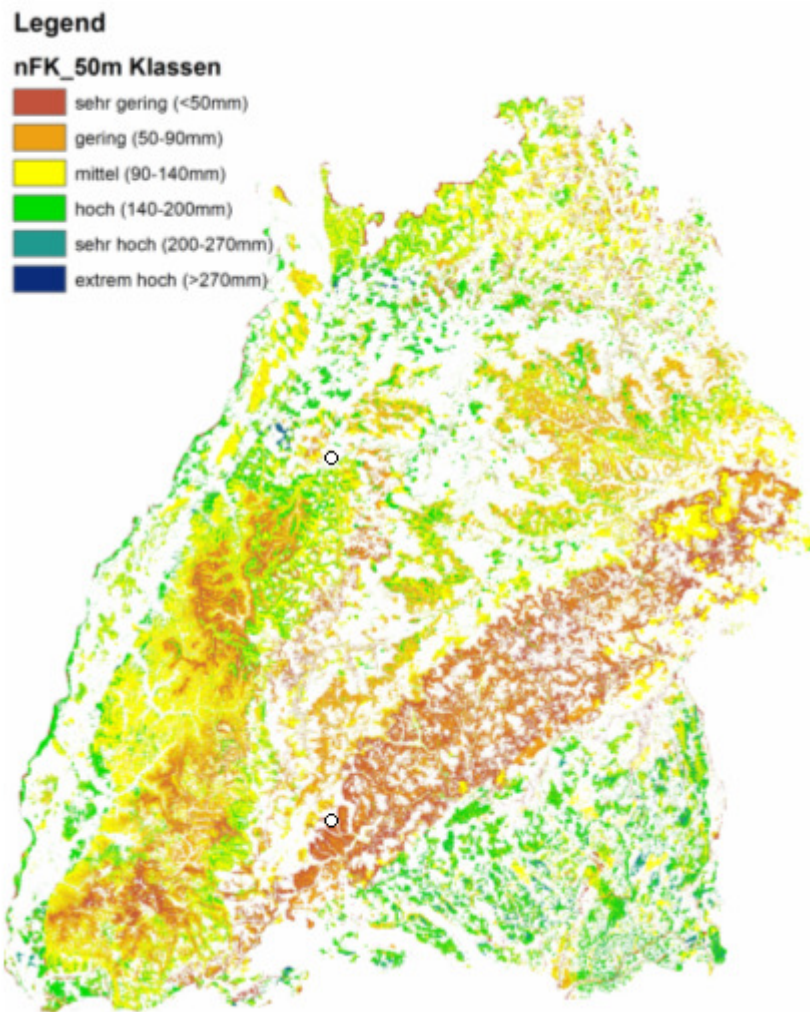 Legend
nFK_50m Klassen
sehr gering (<50mm)
gering (50-90mm)
mittel (90-140mm)
hoch (140-200mm)
sehr hoch (200-270mm)
extrem hoch (>270mm)